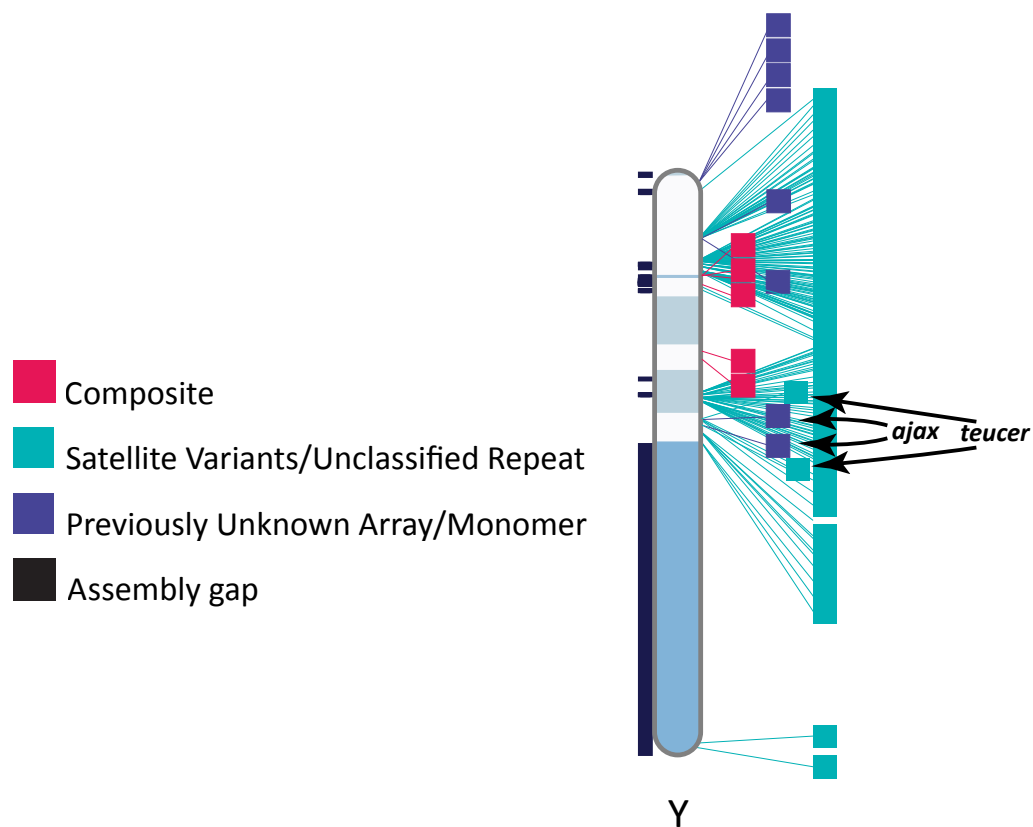 Composite
Satellite Variants/Unclassified Repeat
Previously Unknown Array/Monomer
Assembly gap
ajax
teucer
Y